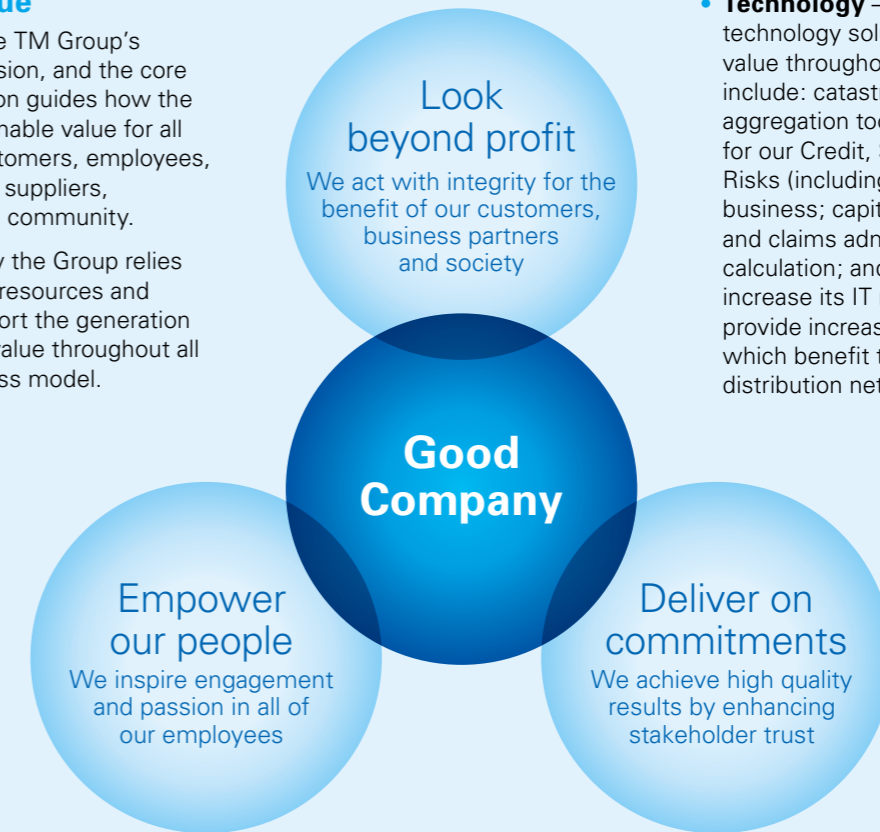 ue
e TM Group's
sion, and the core
on guides how the
nable value for all
tomers, employees,
suppliers,
community.
y the Group relies
resources and
ort the generation
value throughout all
ss model.
Look
beyond profit
We act with integrity for the
benefit of our customers,
business partners
and society
Good
Company
Empower
our people
We inspire engagement
and passion in all of
our employees
Deliver on
commitments
We achieve high quality
results by enhancing
stakeholder trust
• Technology –
technology sol
value througho
include: catast
aggregation too
for our Credit,
Risks (including
business; capit
and claims adn
calculation; and
increase its IT
provide increas
which benefit t
distribution net